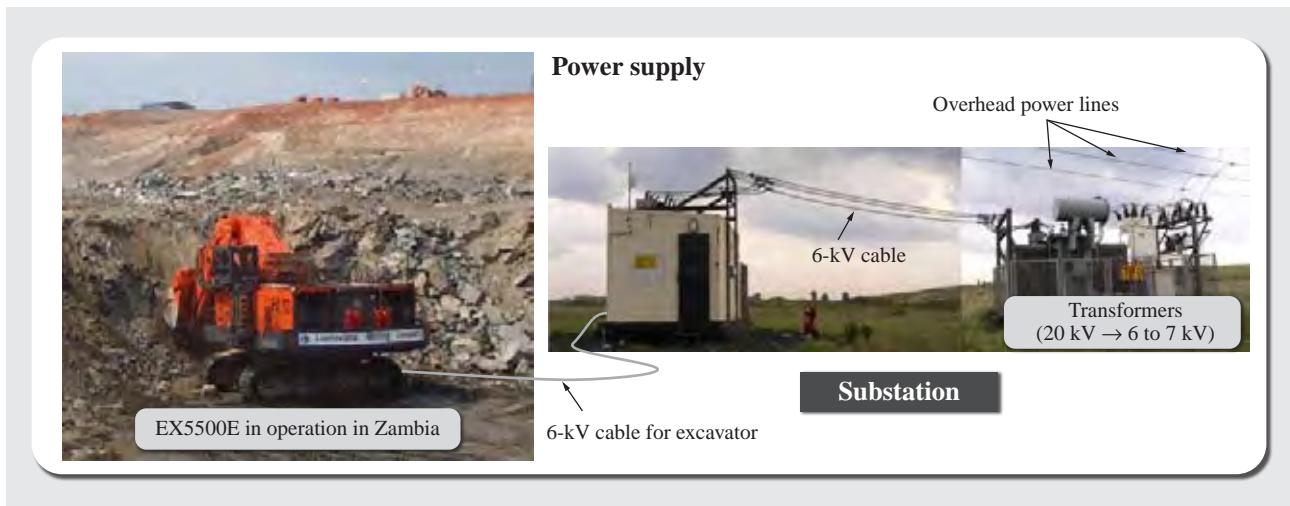 Power supply
Overhead power lines
6-kV cable
Transformers
(20 kV → 6 to 7 kV)
Substation
EX5500E in operation in Zambia
6-kV cable for excavator